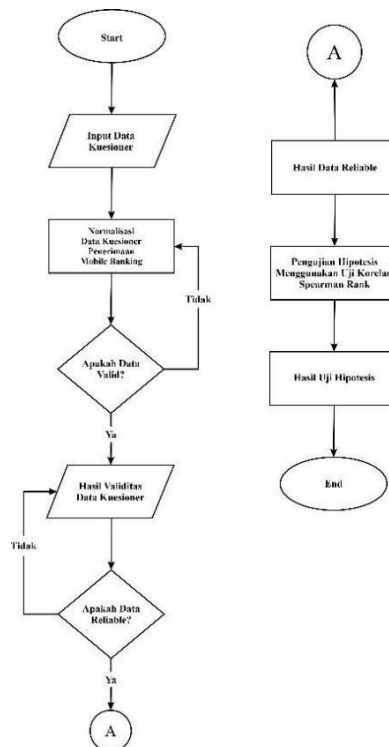 Start
Input Data
Kuesioner
Normalisasi
Data Kuesioner
Penerimaan
Mobile Banking
Tidak
Apakah Data
Valid?
Ya
Hasil Validitas
Data Kuesioner
Tidak
Apakah Data
Reliable?
Ya
A
A
Hasil Data Reliable
Pengujian Hipotesis
Menggunakan Uji Korelas
Spearman Rank
Hasil Uji Hipotesis
End